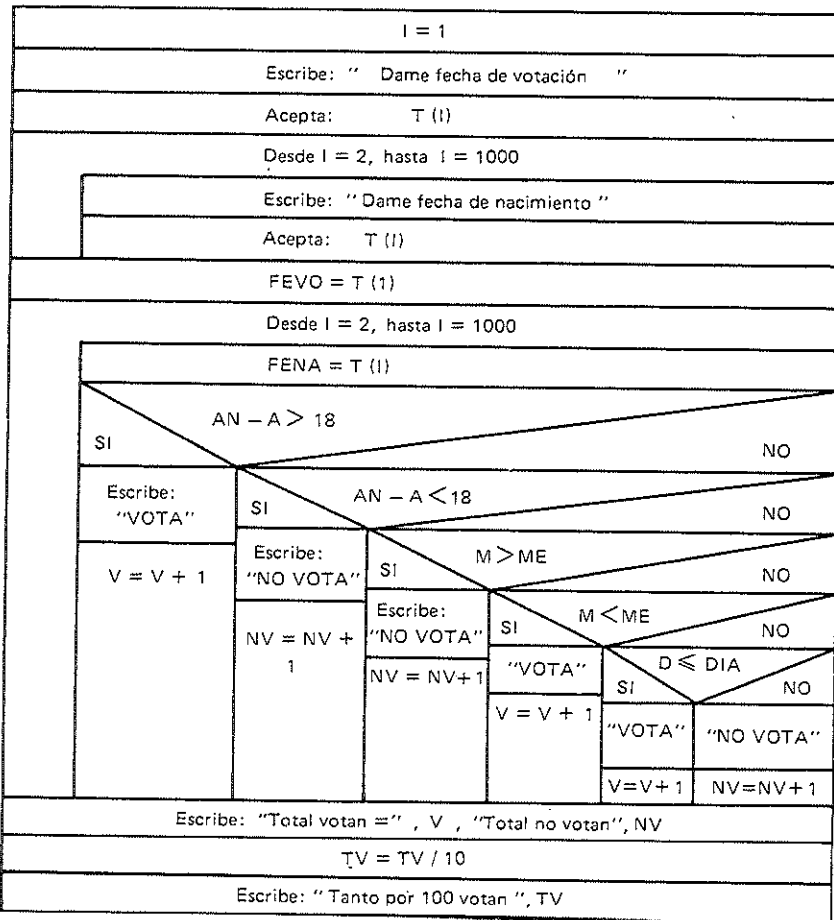 I = 1
Escribe: " Dame fecha de votación "
Acepta: T (I)
Desde I = 2, hasta I = 1000
Escribe: " Dame fecha de nacimiento "
Acepta: T (I)
FEVO = T (1)
Desde I = 2, hasta I = 1000
FENA = T (I)
AN – A > 18
SI
NO
Escribe:
"VOTA"
V = V + 1
AN – A < 18
SI
NO
Escribe:
"NO VOTA"
NV = NV +
1
M > ME
SI
NO
Escribe:
"NO VOTA"
NV = NV+1
M < ME
SI
NO
"VOTA"
V = V + 1
D ⩽ DIA
SI
NO
"VOTA"
V=V+1
"NO VOTA"
NV=NV+1
Escribe: "Total votan =" , V , "Total no votan", NV
TV = TV / 10
Escribe: " Tanto por 100 votan ", TV